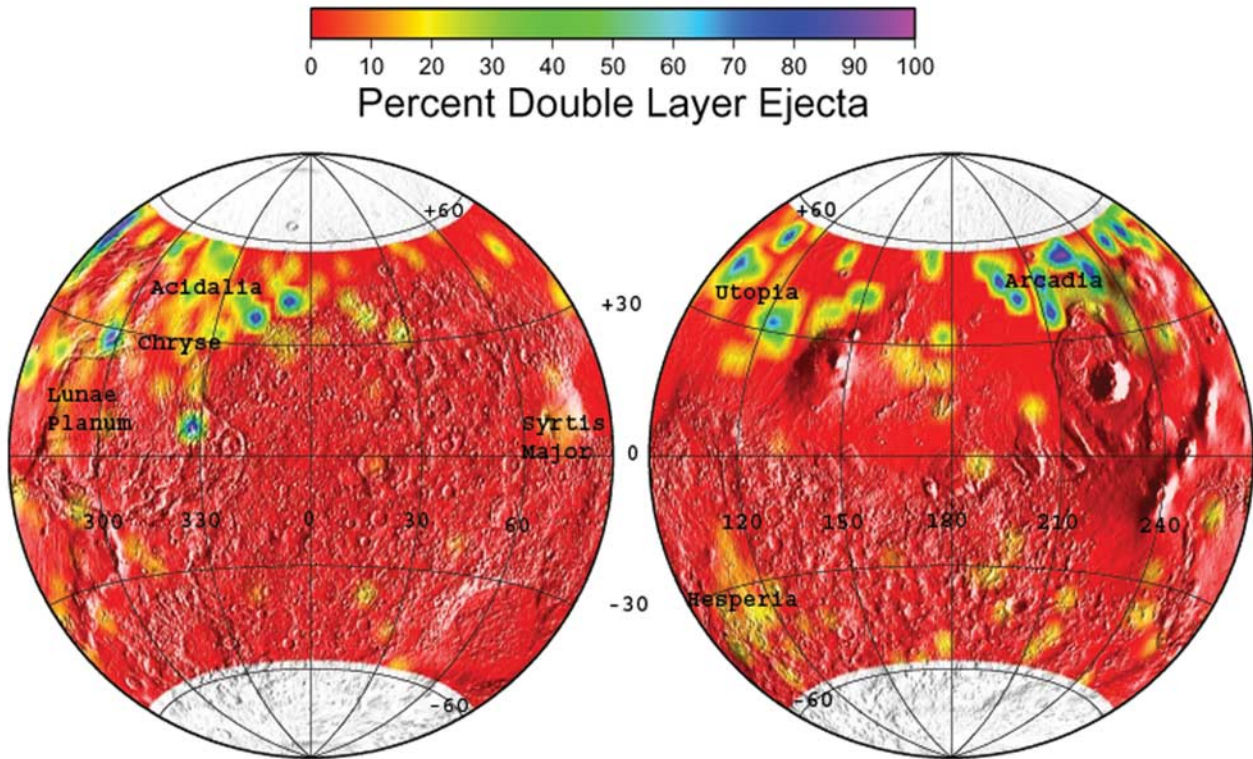 0 10 20 30 40 50 60 70 80 90 100
Percent Double Layer Ejecta
+60
+60
Acidalia
Utopia
Arcadia
+30
Chryse
Lunae
Planum
Syrtis
Major
0
300 330 0 30 60
120 150 180 210 240
-30
Hesperia
-60
-60